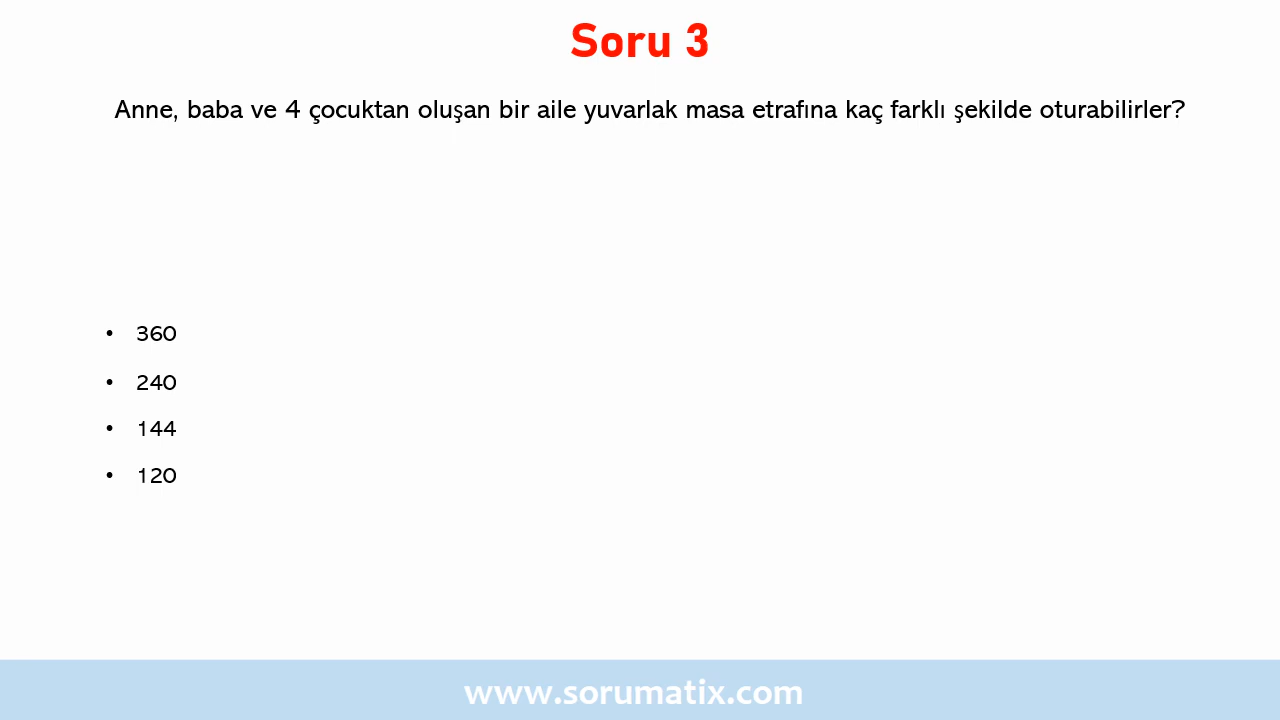 Soru 3
Anne, baba ve 4 çocuktan oluşan bir aile yuvarlak masa etrafına kaç farklı şekilde oturabilirler?
• 360
• 240
• 144
• 120
www.sorumatix.com